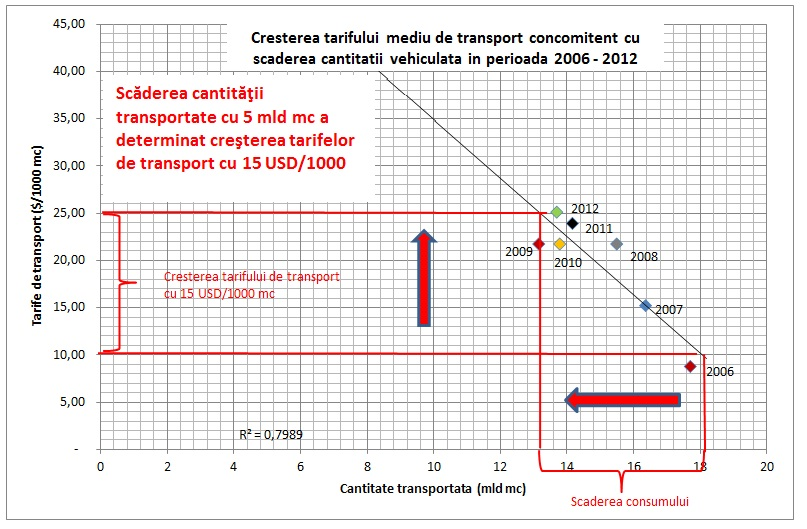 Cresterea tarifului mediu de transport concomitent cu
scaderea cantitatii vehiculata in perioada 2006 - 2012
Scăderea cantităţii
transportate cu 5 mld mc a
determinat creşterea tarifelor
de transport cu 15 USD/1000
Tarife de transport ($/1000 mc)
45,00
40,00
35,00
30,00
25,00
20,00
15,00
10,00
5,00
-
2012
2011
2009
2010
2008
2007
2006
Cresterea tarifului de transport
cu 15 USD/1000 mc
R² = 0,7989
0 2 4 6 8 10 12 14 16 18 20
Cantitate transportata (mld mc)
Scaderea consumului